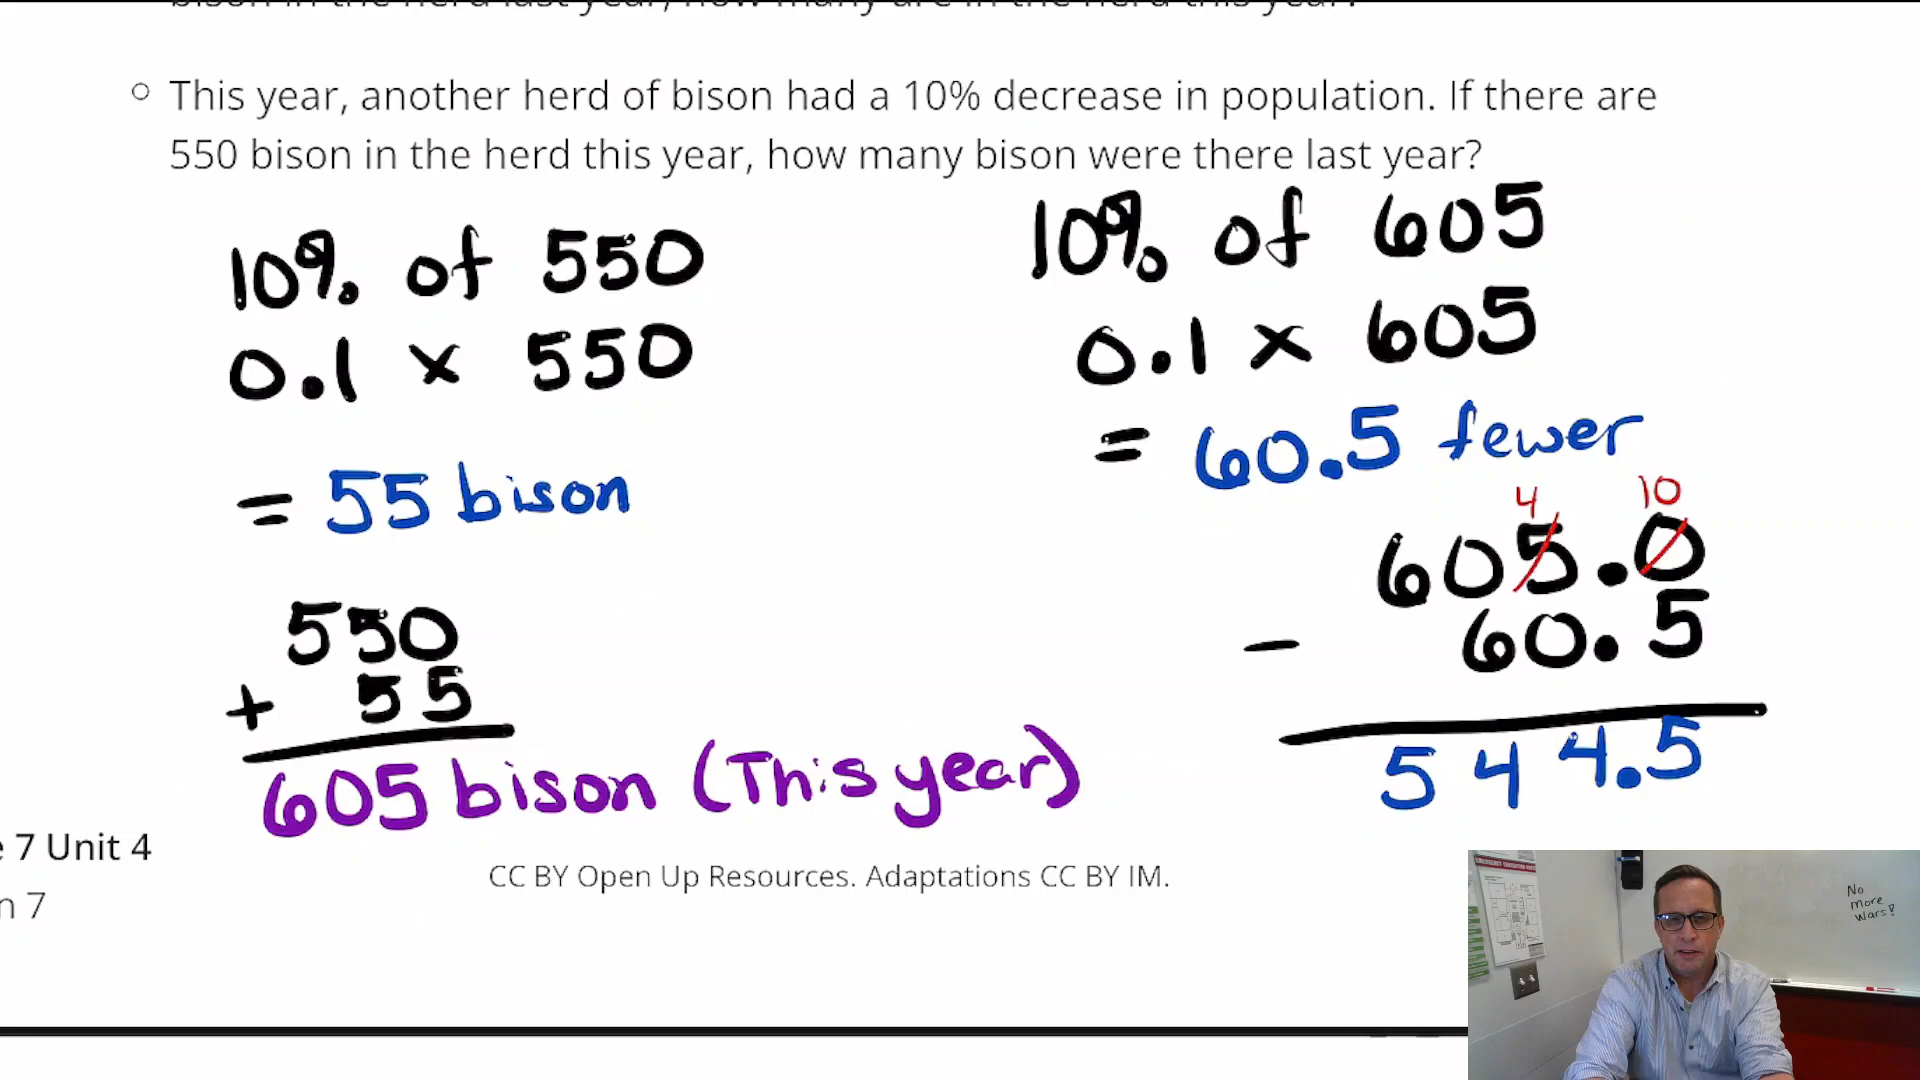 This year, another herd of bison had a 10% decrease in population. If there are
550 bison in the herd this year, how many bison were there last year?
10% of 550
0.1 x 550
= 55 bison
550
+ 55
605 bison (This year)
10% of 605
0.1 x 605
= 60.5 fewer
4 10
605.0
- 60.5
544.5
7 Unit 4
7
CC BY Open Up Resources. Adaptations CC BY IM.
No
More
Wars!